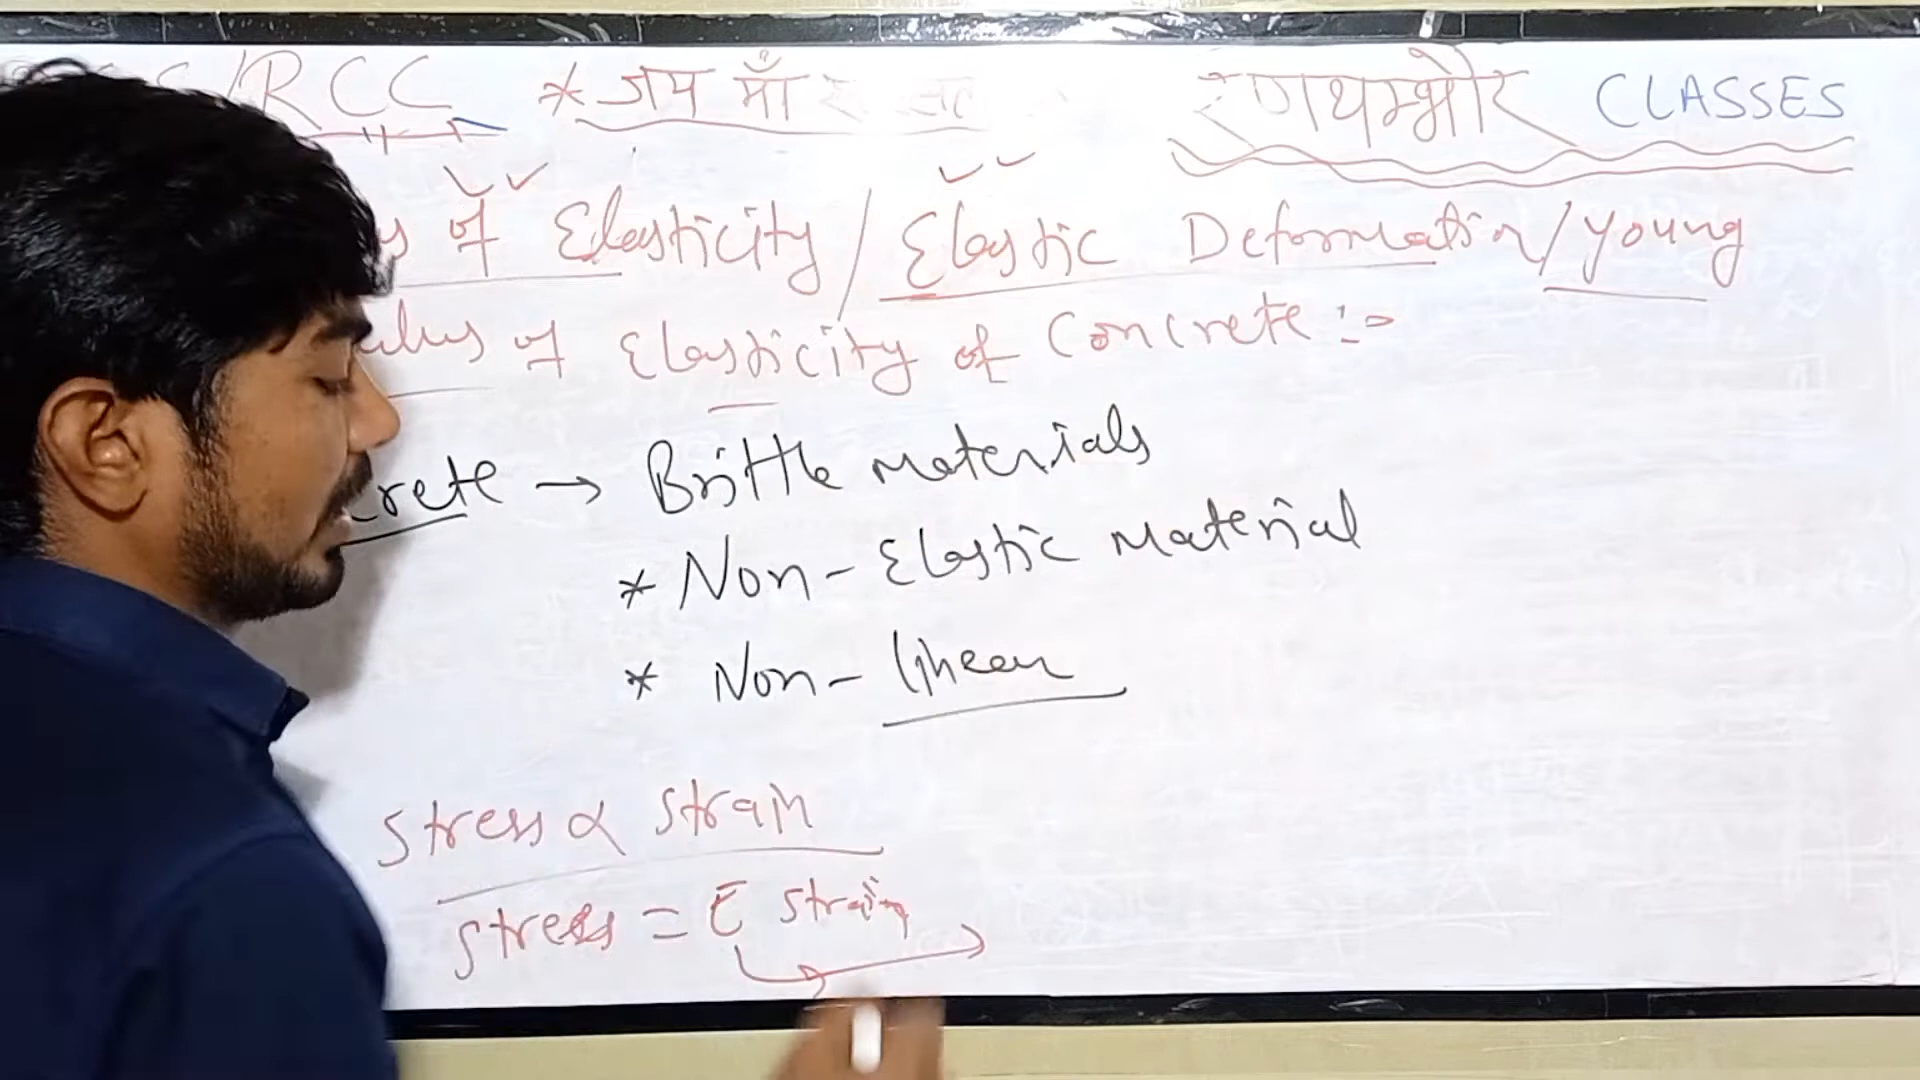 /RCC * जय माँ रणथम्भौर CLASSES
of Elasticity / Elastic Deformation / Young
of Elasticity of Concrete :-
→ Brittle Materials
* Non - Elastic Material
* Non - linear
Stress ∝ Strain
Stress = E Strain